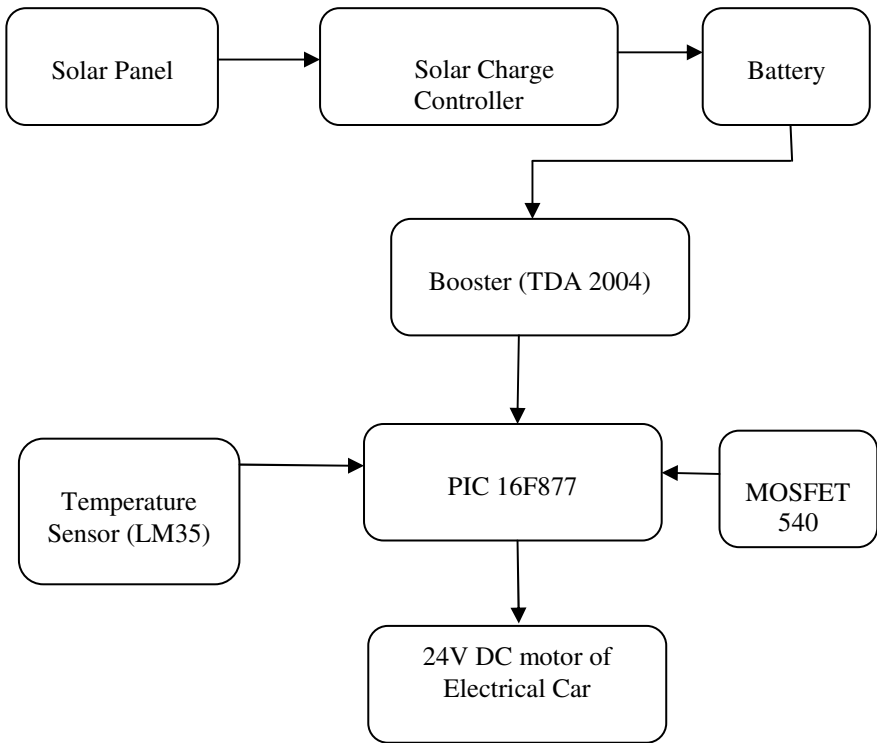 Solar Panel
Solar Charge
Controller
Battery
Booster (TDA 2004)
Temperature
Sensor (LM35)
PIC 16F877
MOSFET
540
24V DC motor of
Electrical Car